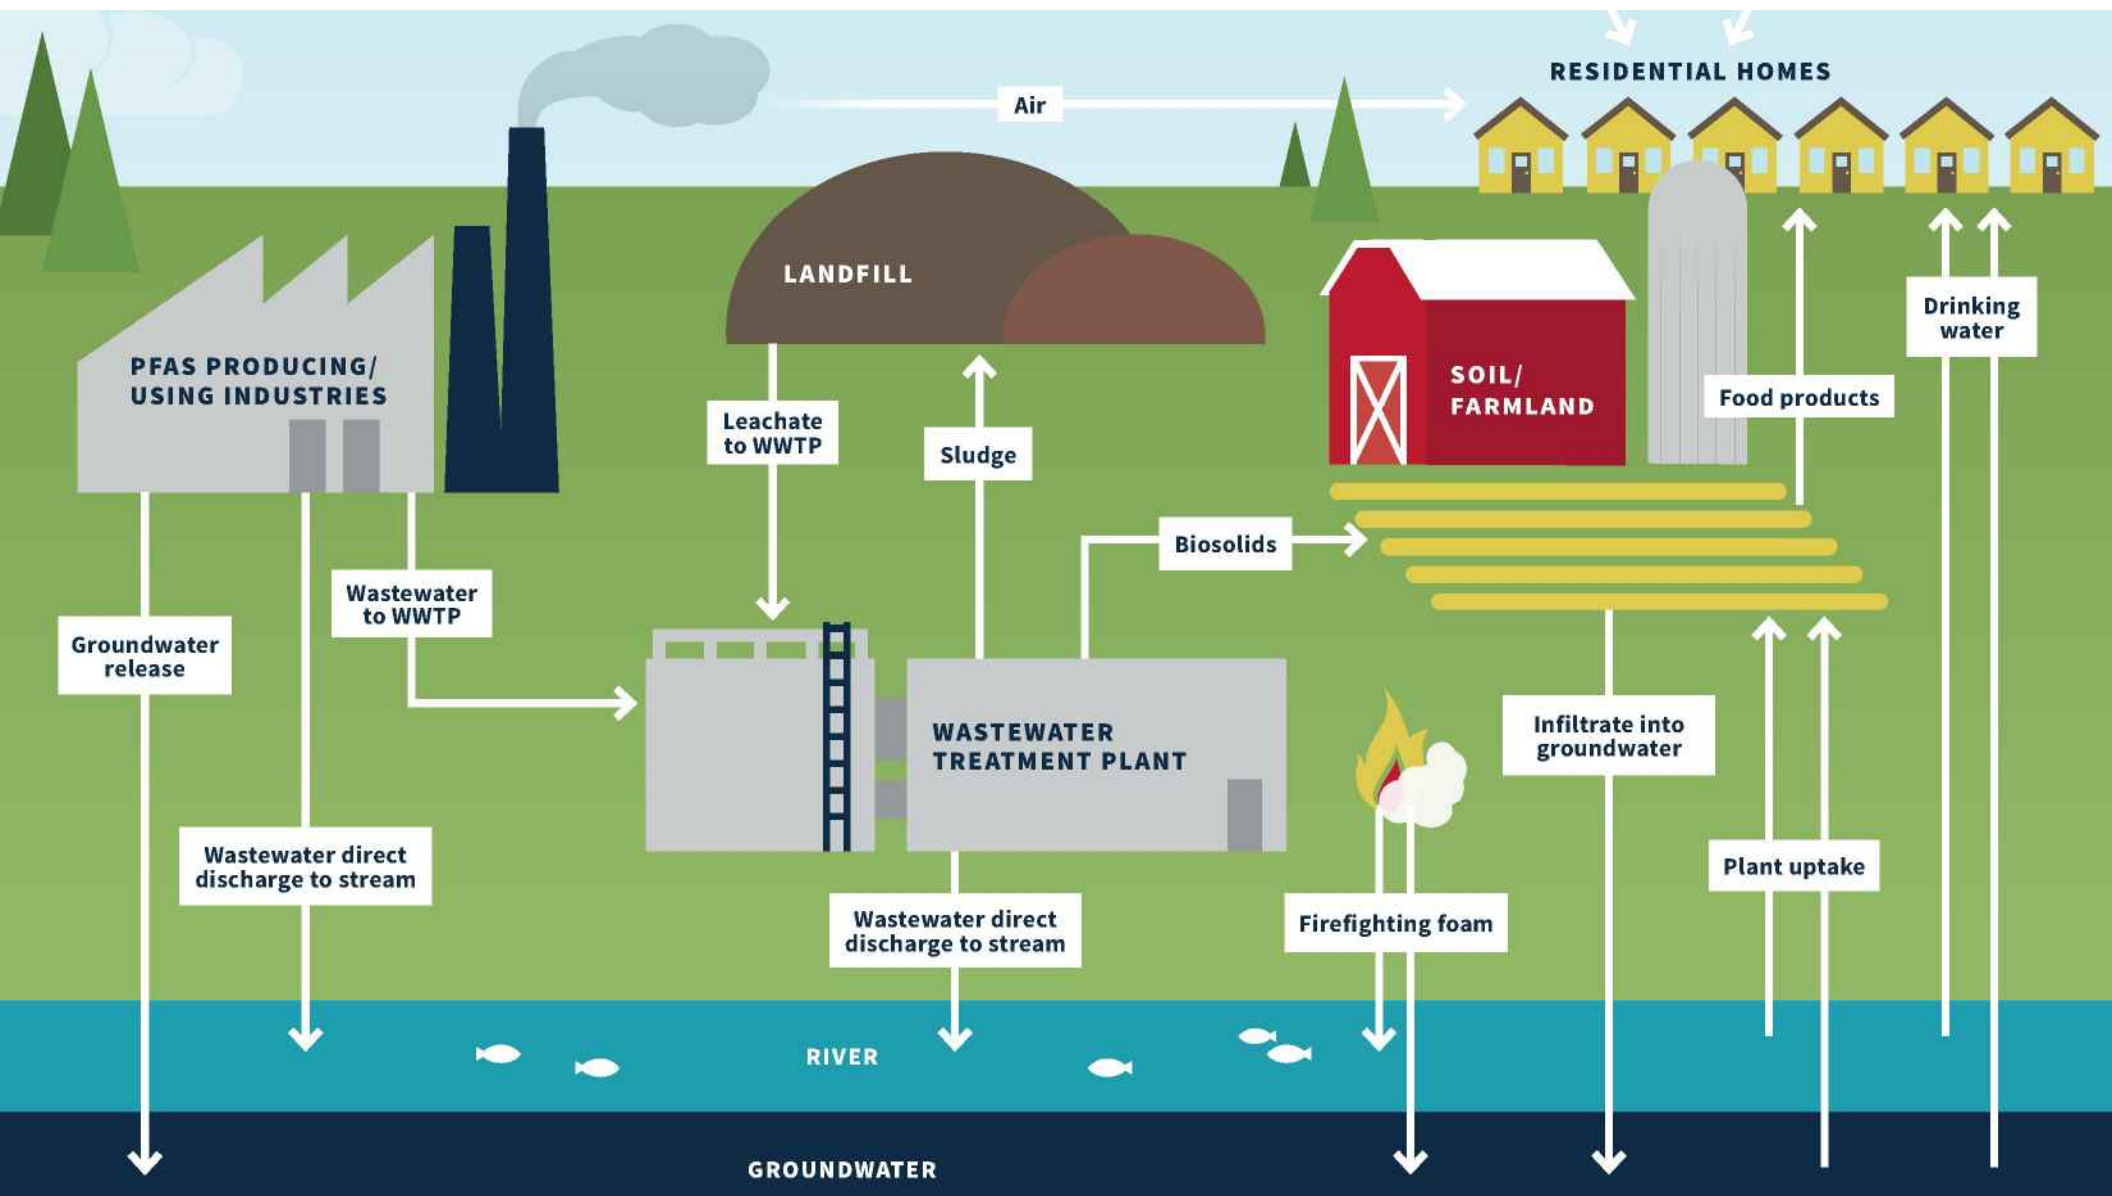 RESIDENTIAL HOMES
Air
LANDFILL
PFAS PRODUCING/
USING INDUSTRIES
Leachate
to WWTP
Sludge
SOIL/
FARMLAND
Food products
Drinking
water
Biosolids
Wastewater
to WWTP
Groundwater
release
WASTEWATER
TREATMENT PLANT
Infiltrate into
groundwater
Wastewater direct
discharge to stream
Wastewater direct
discharge to stream
Firefighting foam
Plant uptake
RIVER
GROUNDWATER